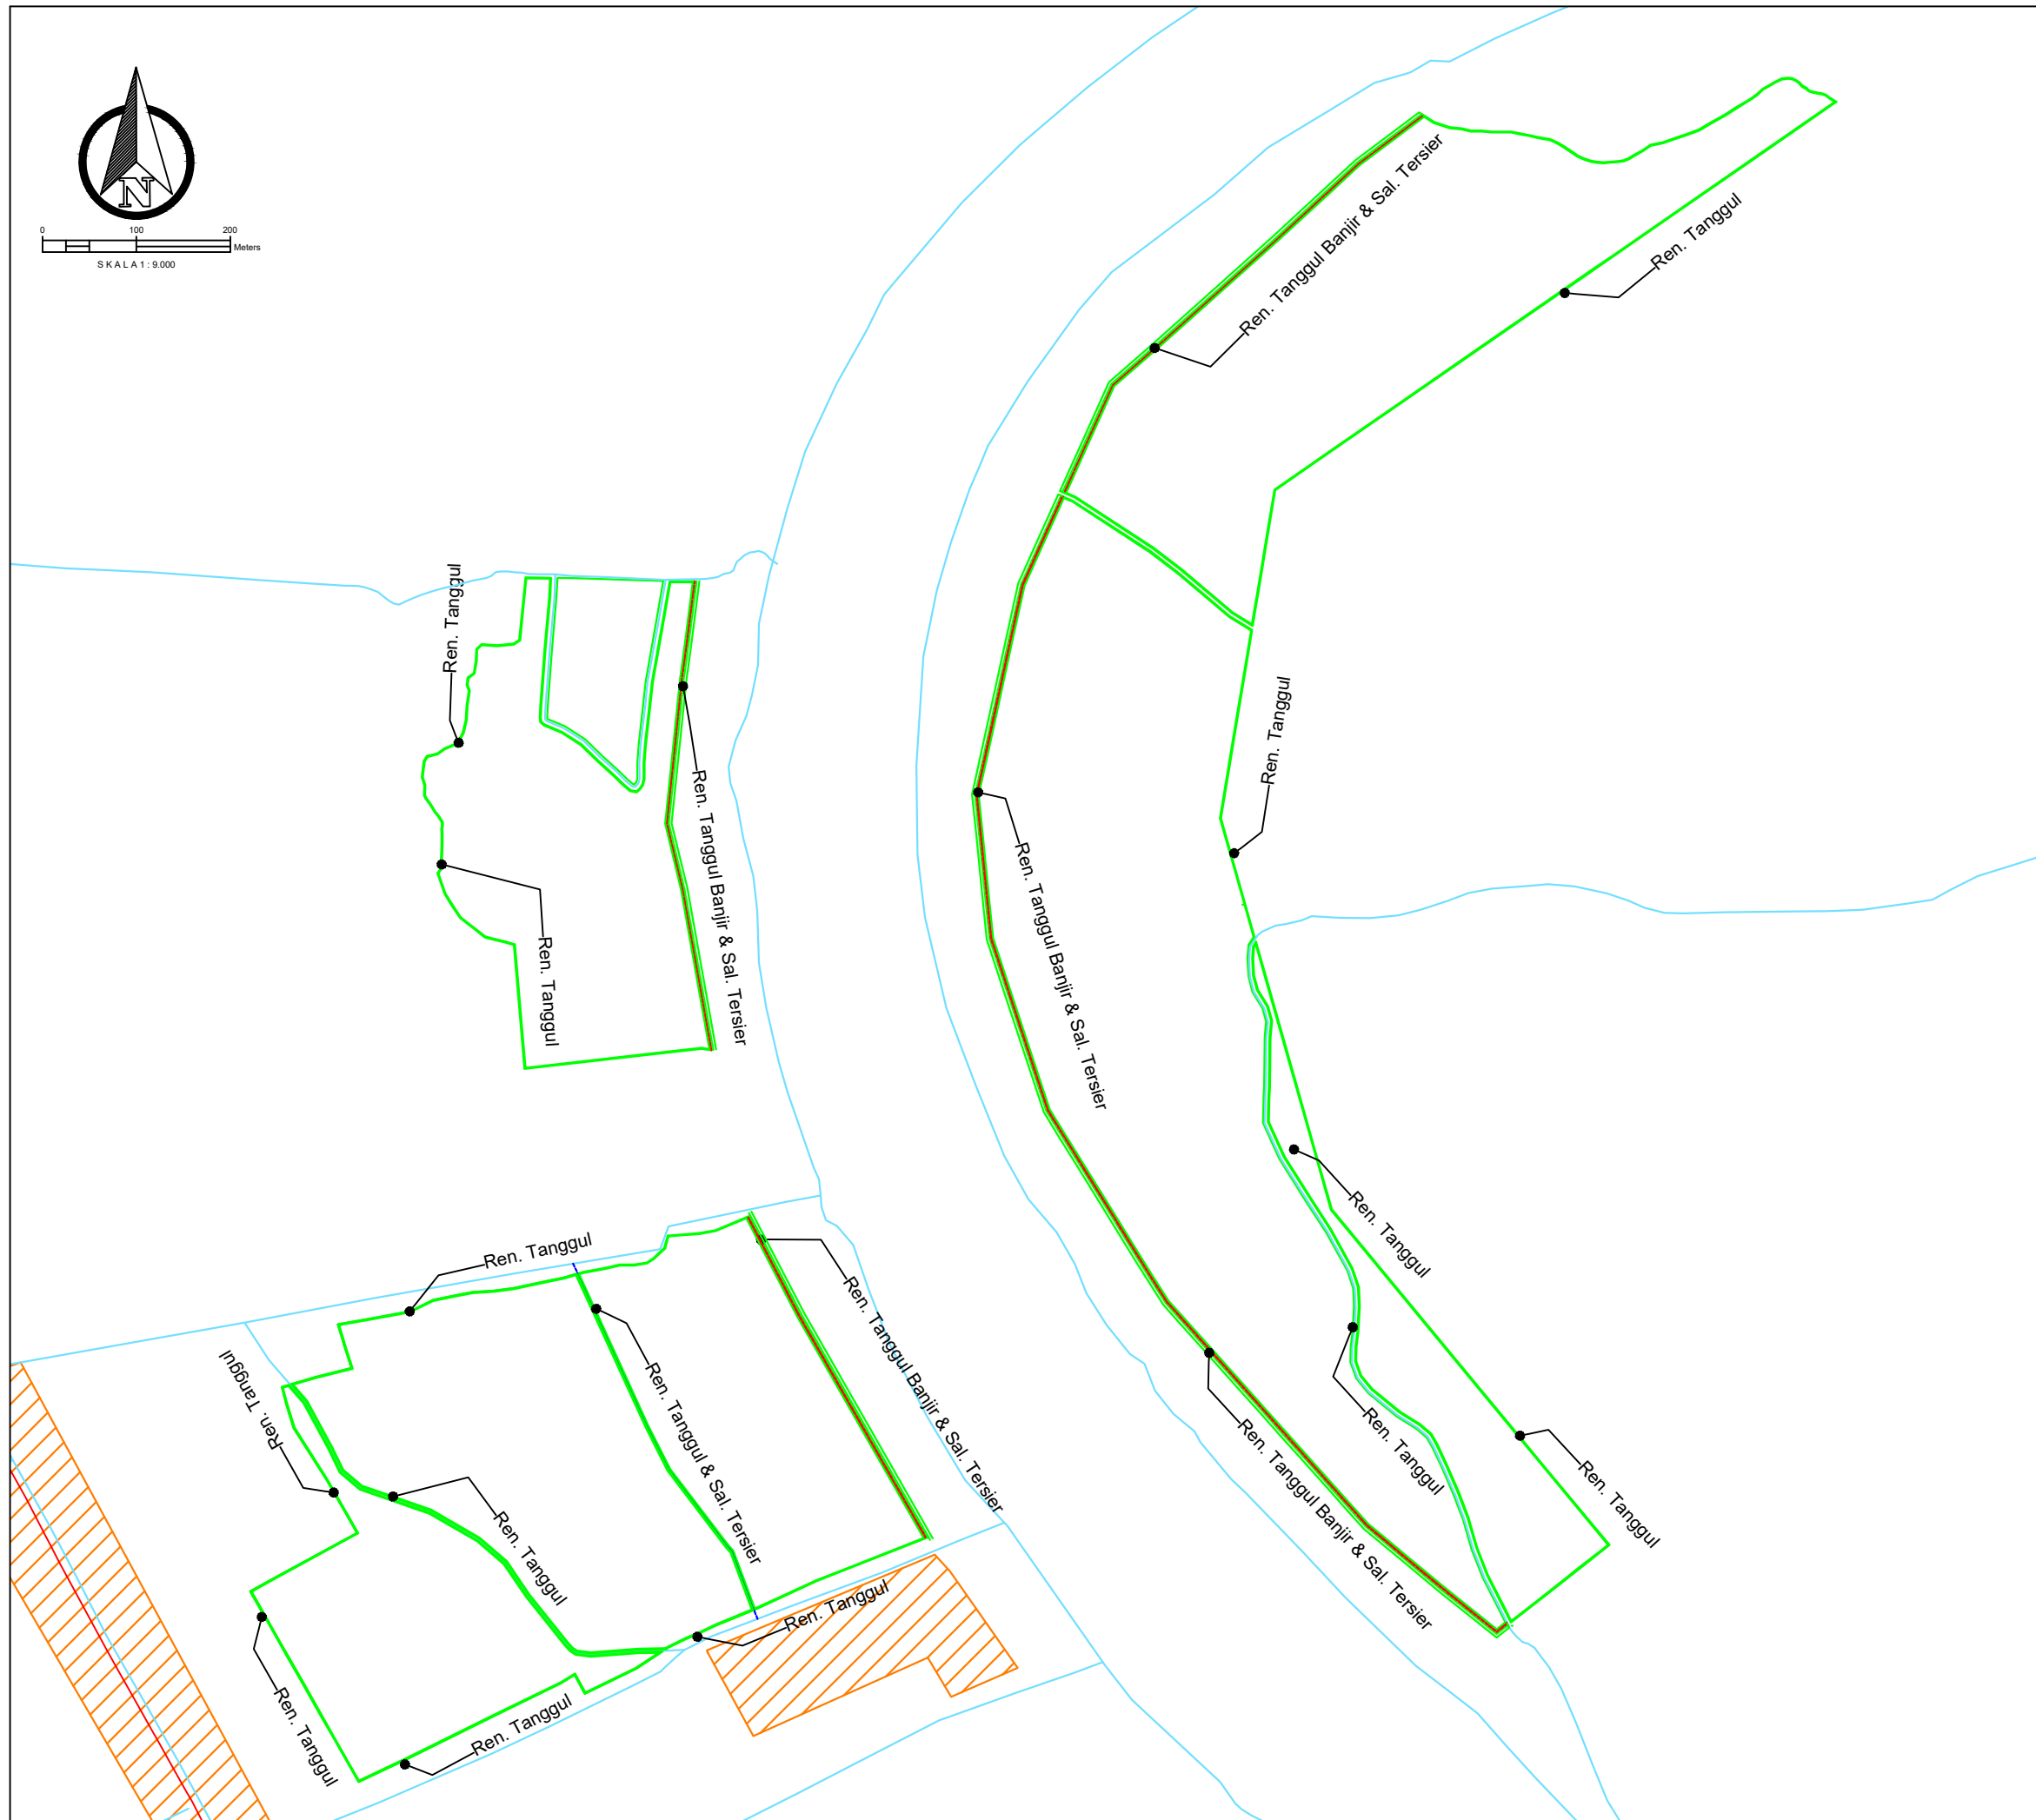 N
0 100 200
Meters
S K A L A 1 : 9.000
Ren. Tanggul Banjir & Sal. Tersier
Ren. Tanggul
Ren. Tanggul
Ren. Tanggul Banjir & Sal. Tersier
Ren. Tanggul
Ren. Tanggul
Ren. Tanggul Banjir & Sal. Tersier
Ren. Tanggul
Ren. Tanggul
Ren. Tanggul Banjir & Sal. Tersier
Ren. Tanggul
Ren. Tanggul & Sal. Tersier
Ren. Tanggul Banjir & Sal. Tersier
Ren. Tanggul
Ren. Tanggul
Ren. Tanggul
Ren. Tanggul
Ren. Tanggul
Ren. Tanggul
Ren. Tanggul